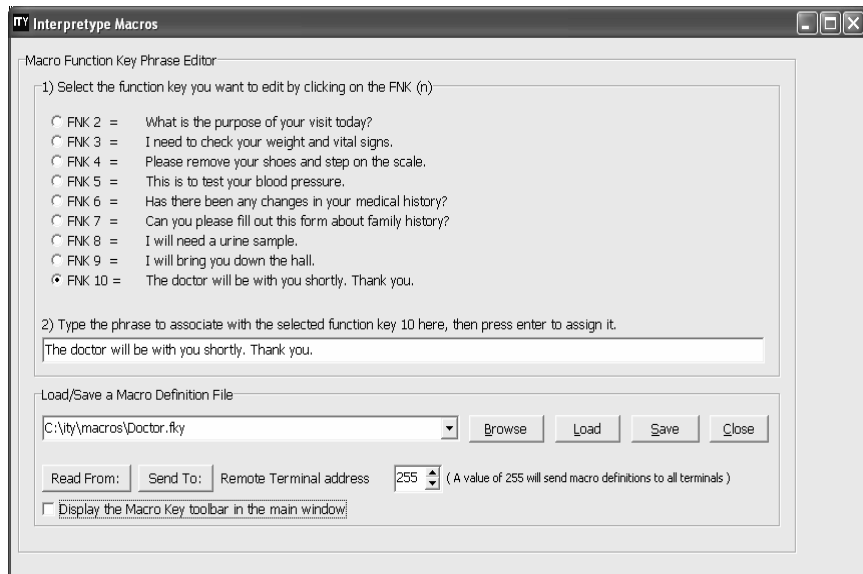 ITY Interpretype Macros
Macro Function Key Phrase Editor
1) Select the function key you want to edit by clicking on the FNK (n)
FNK 2 = What is the purpose of your visit today?
FNK 3 = I need to check your weight and vital signs.
FNK 4 = Please remove your shoes and step on the scale.
FNK 5 = This is to test your blood pressure.
FNK 6 = Has there been any changes in your medical history?
FNK 7 = Can you please fill out this form about family history?
FNK 8 = I will need a urine sample.
FNK 9 = I will bring you down the hall.
FNK 10 = The doctor will be with you shortly. Thank you.
2) Type the phrase to associate with the selected function key 10 here, then press enter to assign it.
The doctor will be with you shortly. Thank you.
Load/Save a Macro Definition File
C:\ity\macros\Doctor.fky Browse Load Save Close
Read From: Send To: Remote Terminal address 255 ( A value of 255 will send macro definitions to all terminals )
Display the Macro Key toolbar in the main window